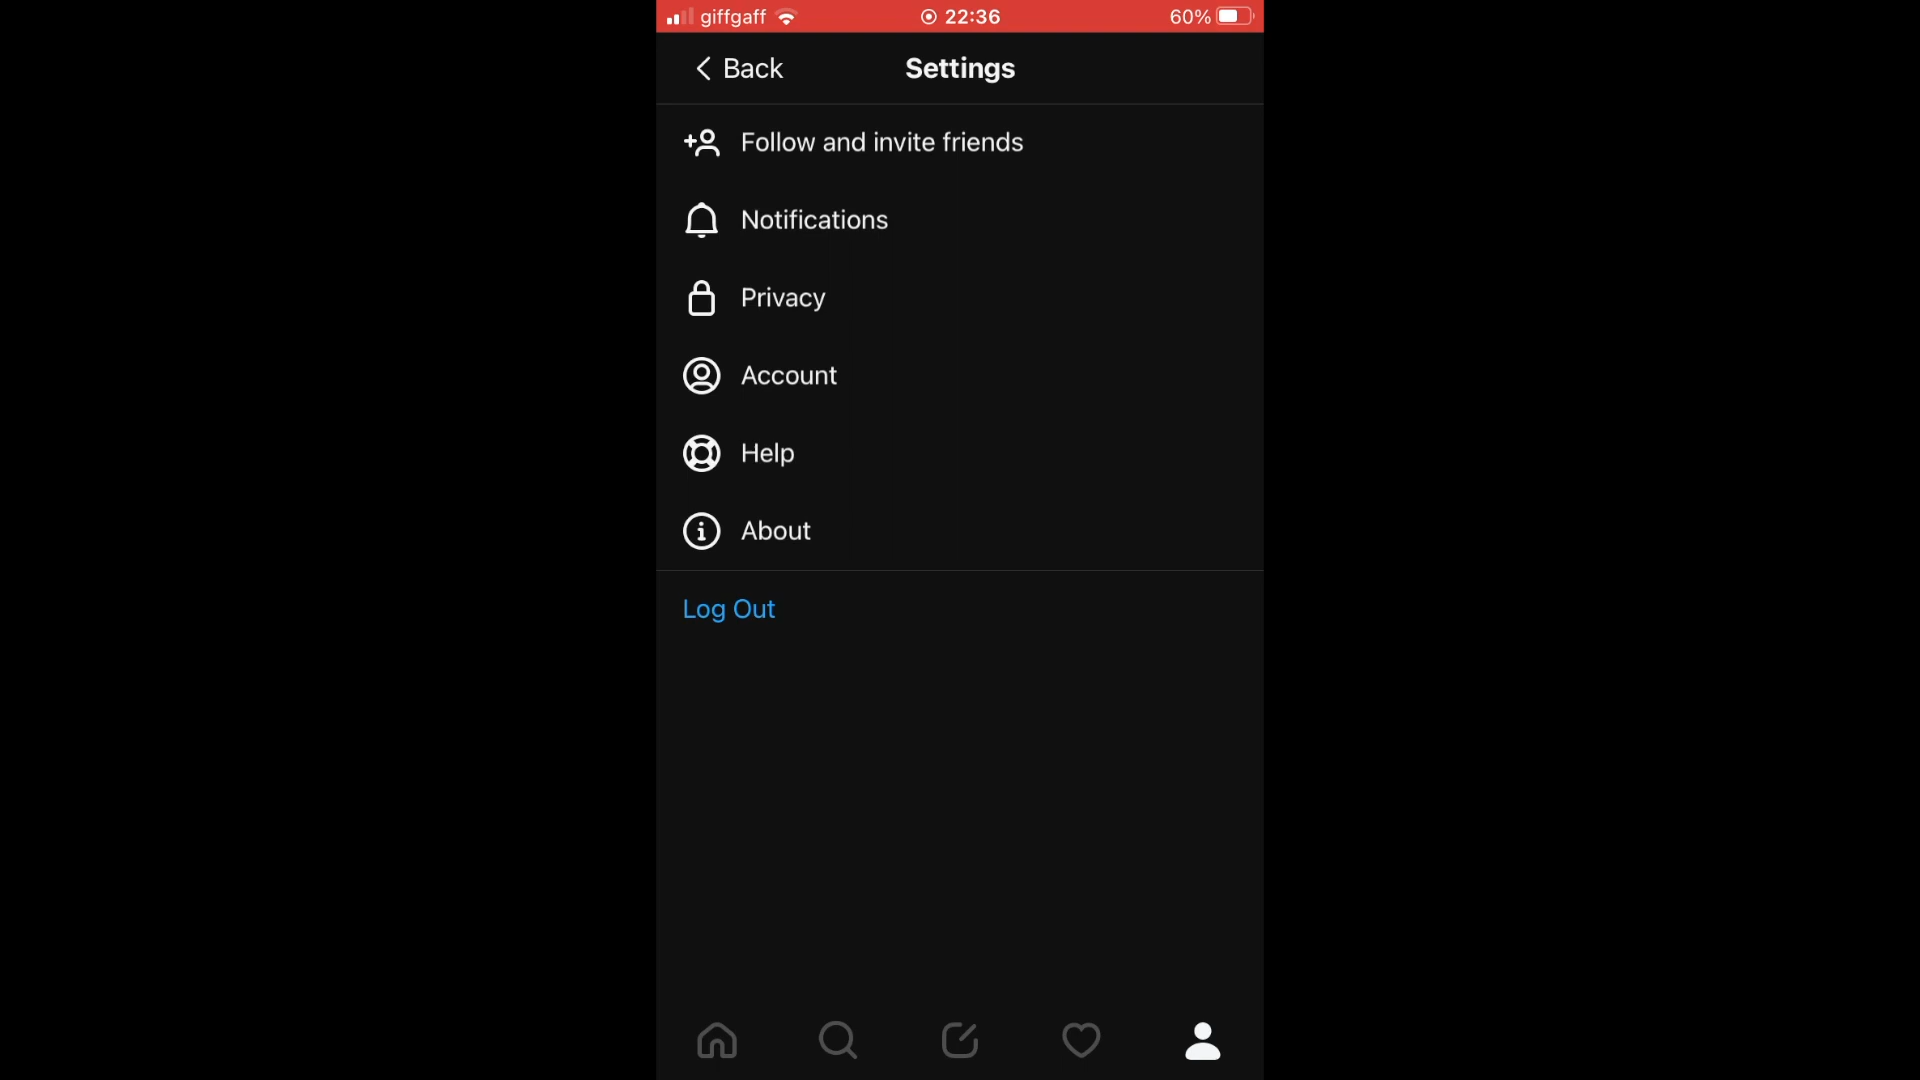 giffgaff 22:36 60%
Back Settings
Follow and invite friends
Notifications
Privacy
Account
Help
About
Log Out